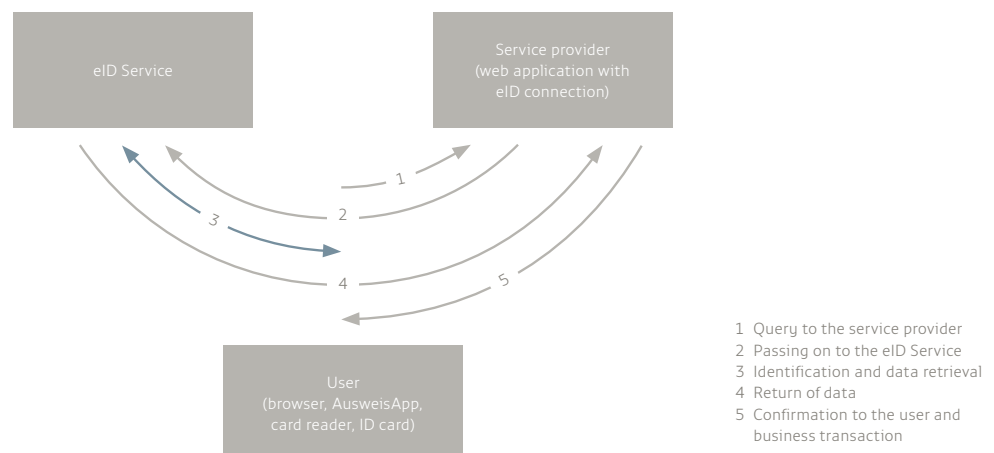 eID Service
Service provider
(web application with
eID connection)
1
2
3
4
5
User
(browser, AusweisApp,
card reader, ID card)
1 Query to the service provider
2 Passing on to the eID Service
3 Identification and data retrieval
4 Return of data
5 Confirmation to the user and
business transaction